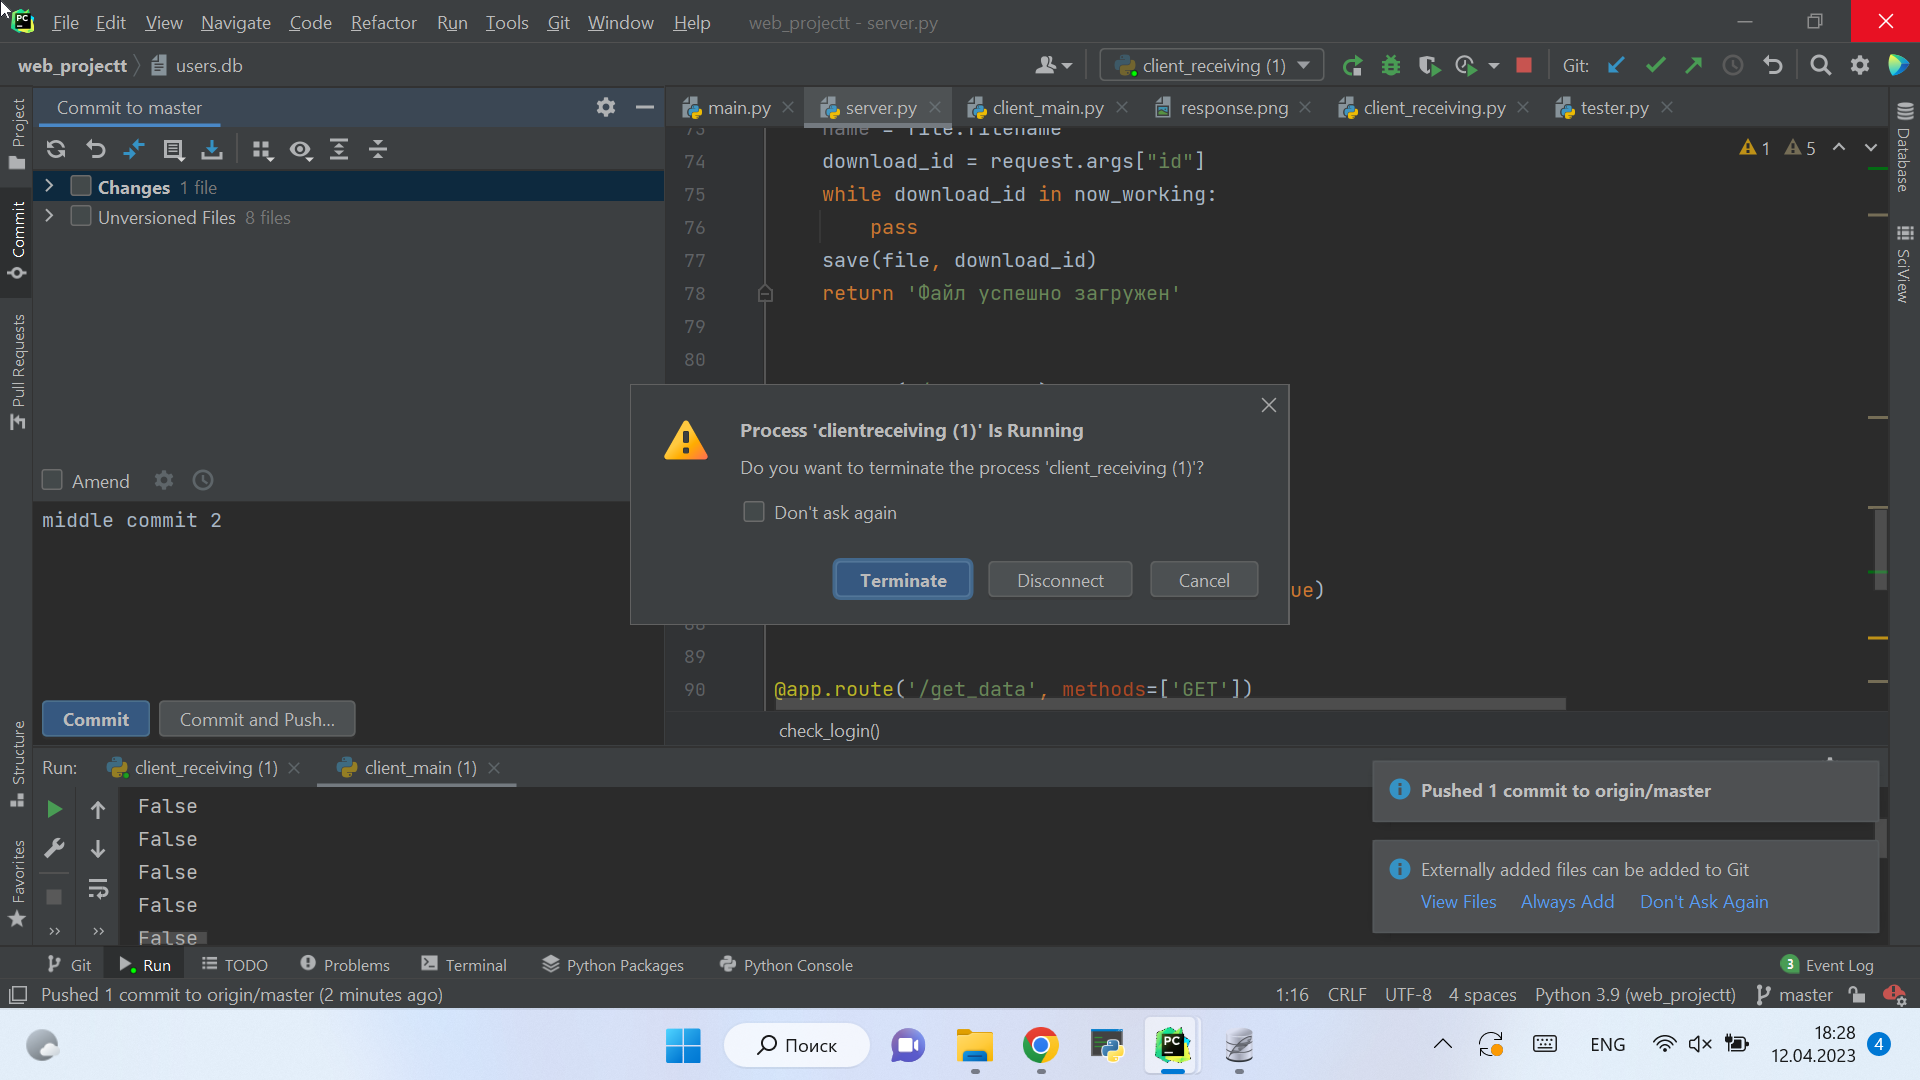 File Edit View Navigate Code Refactor Run Tools Git Window Help web_projectt - server.py
web_projectt users.db
client_receiving (1) Git:
Project
Commit
Pull Requests
Structure
Favorites
Commit to master
Changes 1 file
Unversioned Files 8 files
Amend
middle commit 2
Commit Commit and Push...
main.py server.py client_main.py response.png client_receiving.py tester.py
73 name = file.filename
74 download_id = request.args["id"]
75 while download_id in now_working:
76 pass
77 save(file, download_id)
78 return 'Файл успешно загружен'
79
80
ue)
88
89
90 @app.route('/get_data', methods=['GET'])
check_login()
1 5
Database
SciView
Process 'clientreceiving (1)' Is Running
Do you want to terminate the process 'client_receiving (1)'?
Don't ask again
Terminate Disconnect Cancel
Run: client_receiving (1) client_main (1)
False
False
False
False
False
Pushed 1 commit to origin/master
Externally added files can be added to Git
View Files Always Add Don't Ask Again
Git Run TODO Problems Terminal Python Packages Python Console 3 Event Log
Pushed 1 commit to origin/master (2 minutes ago) 1:16 CRLF UTF-8 4 spaces Python 3.9 (web_projectt) master
Поиск
PC
ENG
18:28
12.04.2023
4